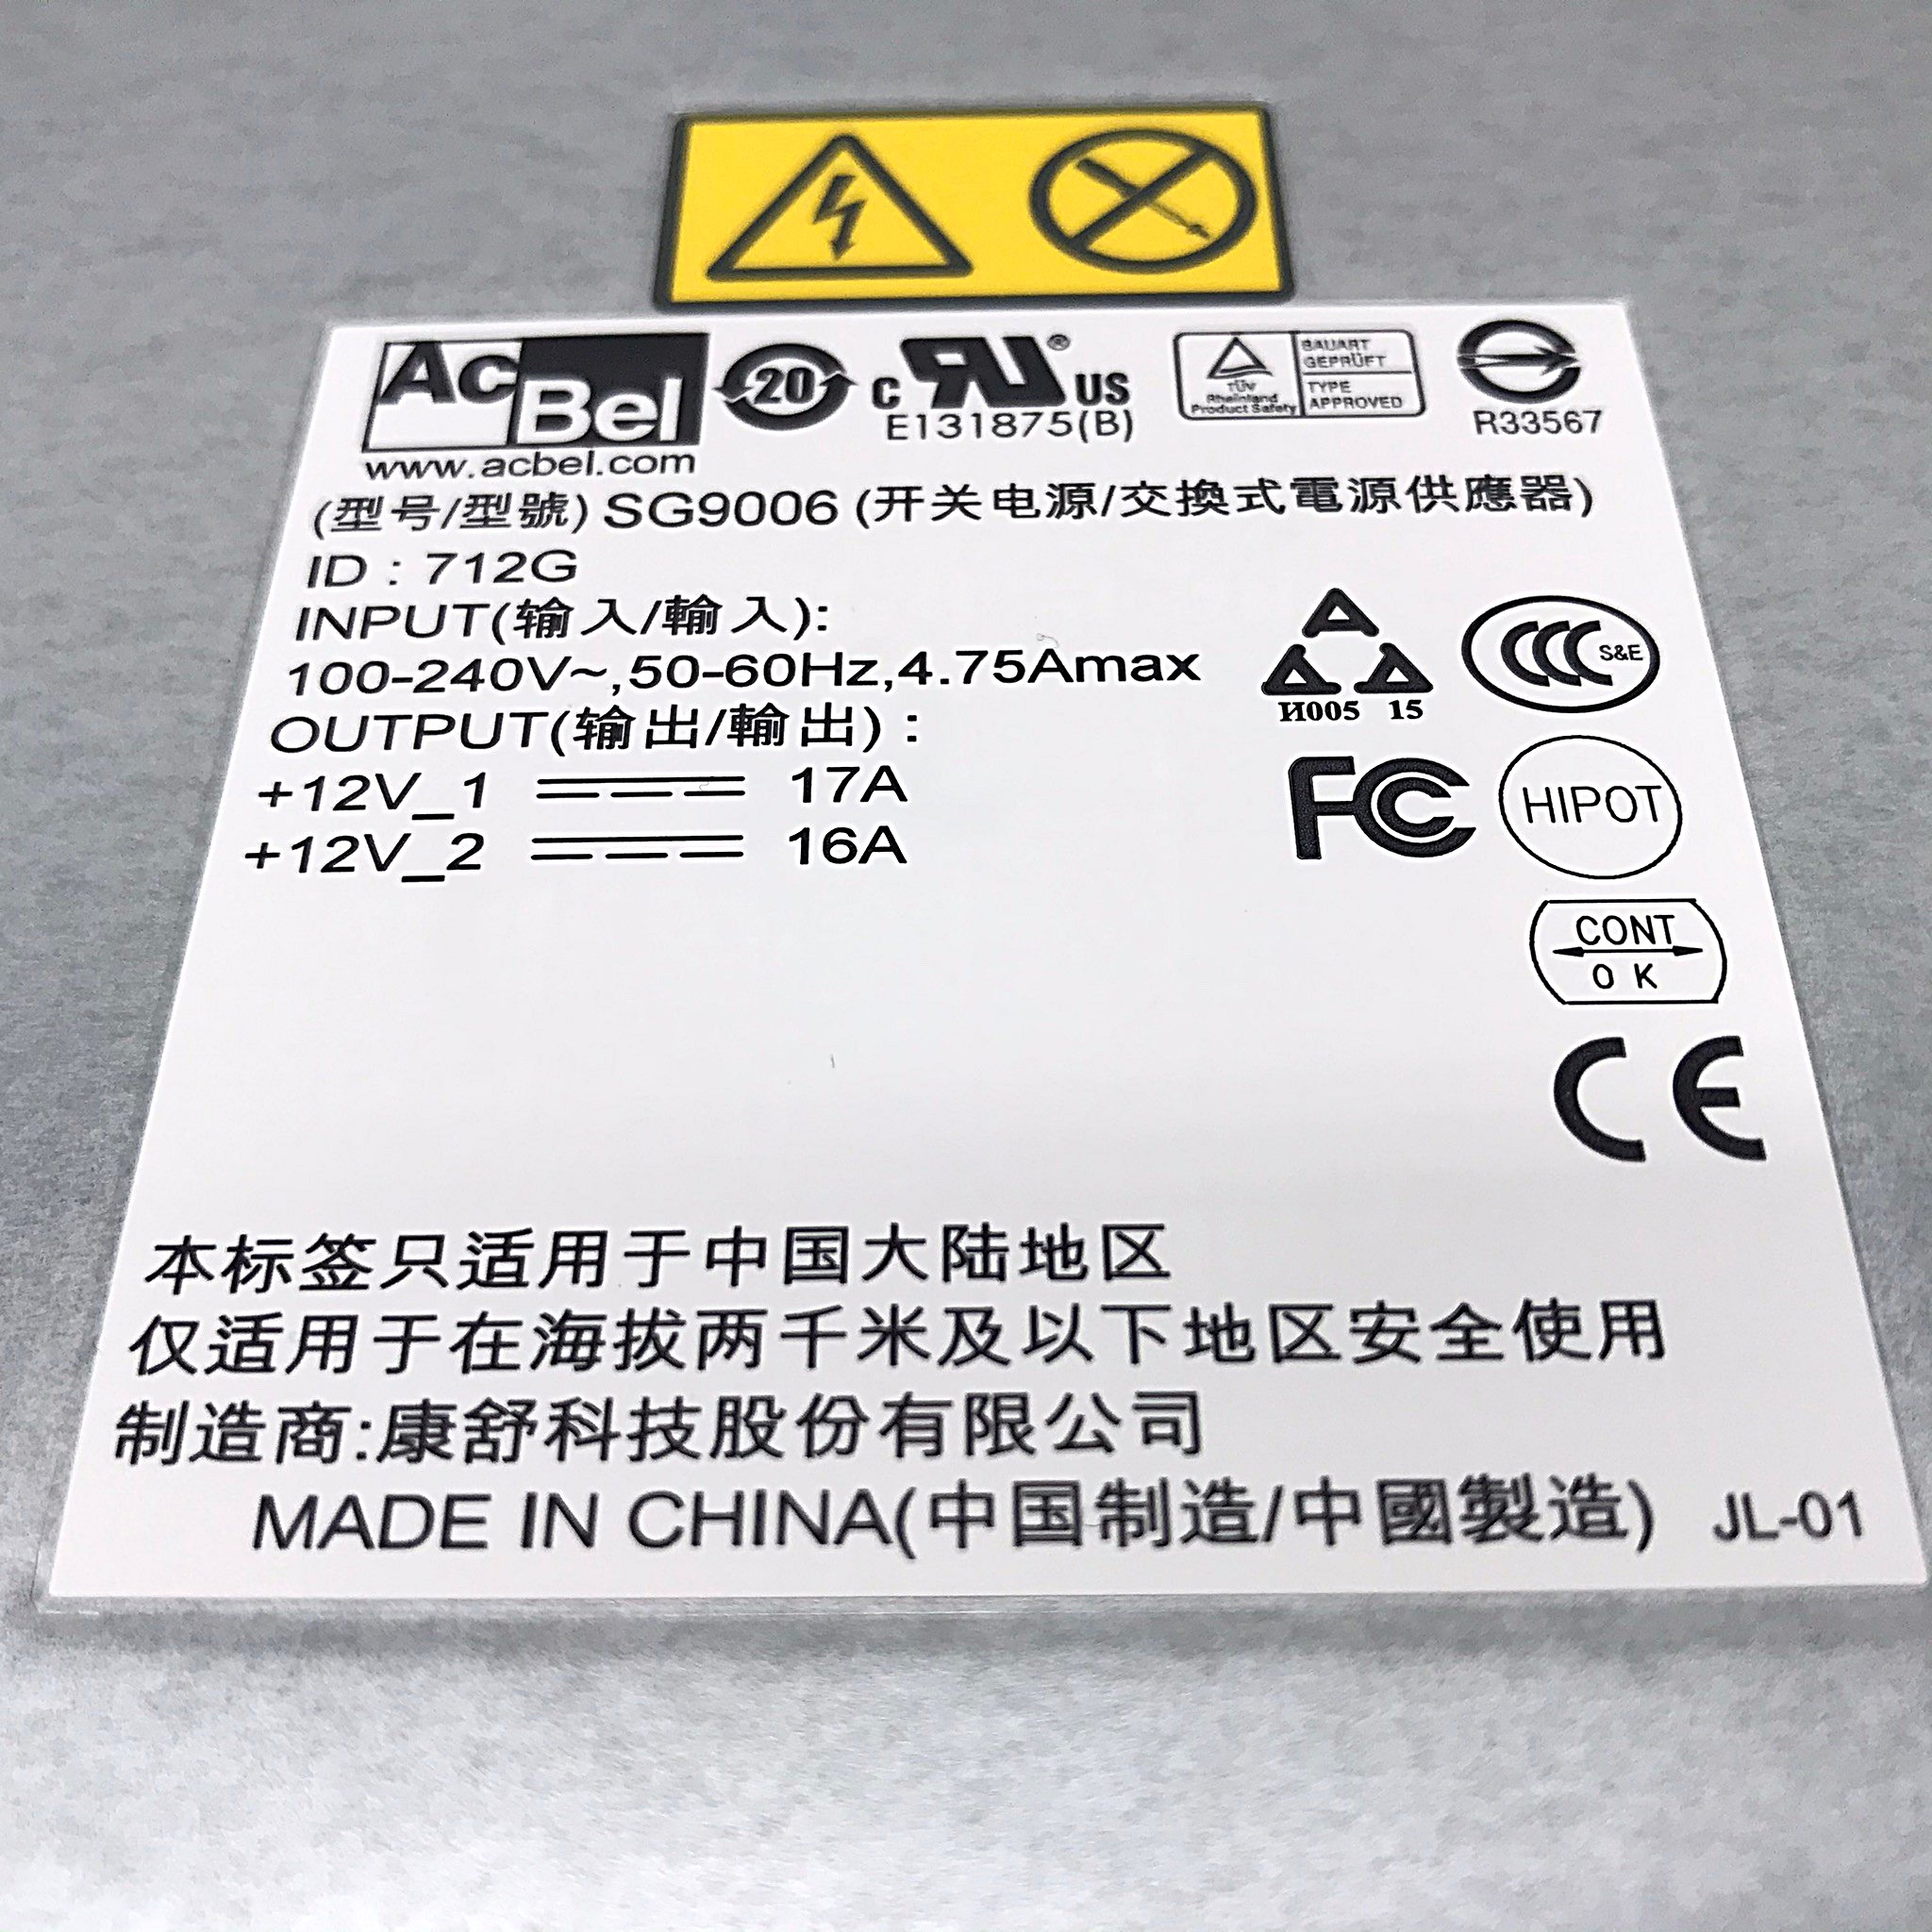 AcBel
www.acbel.com
20
c RU ® US
E131875(B)
TÜV
Rheinland
Product Safety
BAUART
GEPRÜFT
TYPE
APPROVED
R33567
(型号/型號) SG9006 (开关电源/交換式電源供應器)
ID : 712G
INPUT(输入/輸入):
100-240V~,50-60Hz,4.75Amax
OUTPUT(输出/輸出) :
+12V_1 17A
+12V_2 16A
И005 15
CCC S&E
FC
HIPOT
CONT
OK
CE
本标签只适用于中国大陆地区
仅适用于在海拔两千米及以下地区安全使用
制造商:康舒科技股份有限公司
MADE IN CHINA(中国制造/中國製造) JL-01